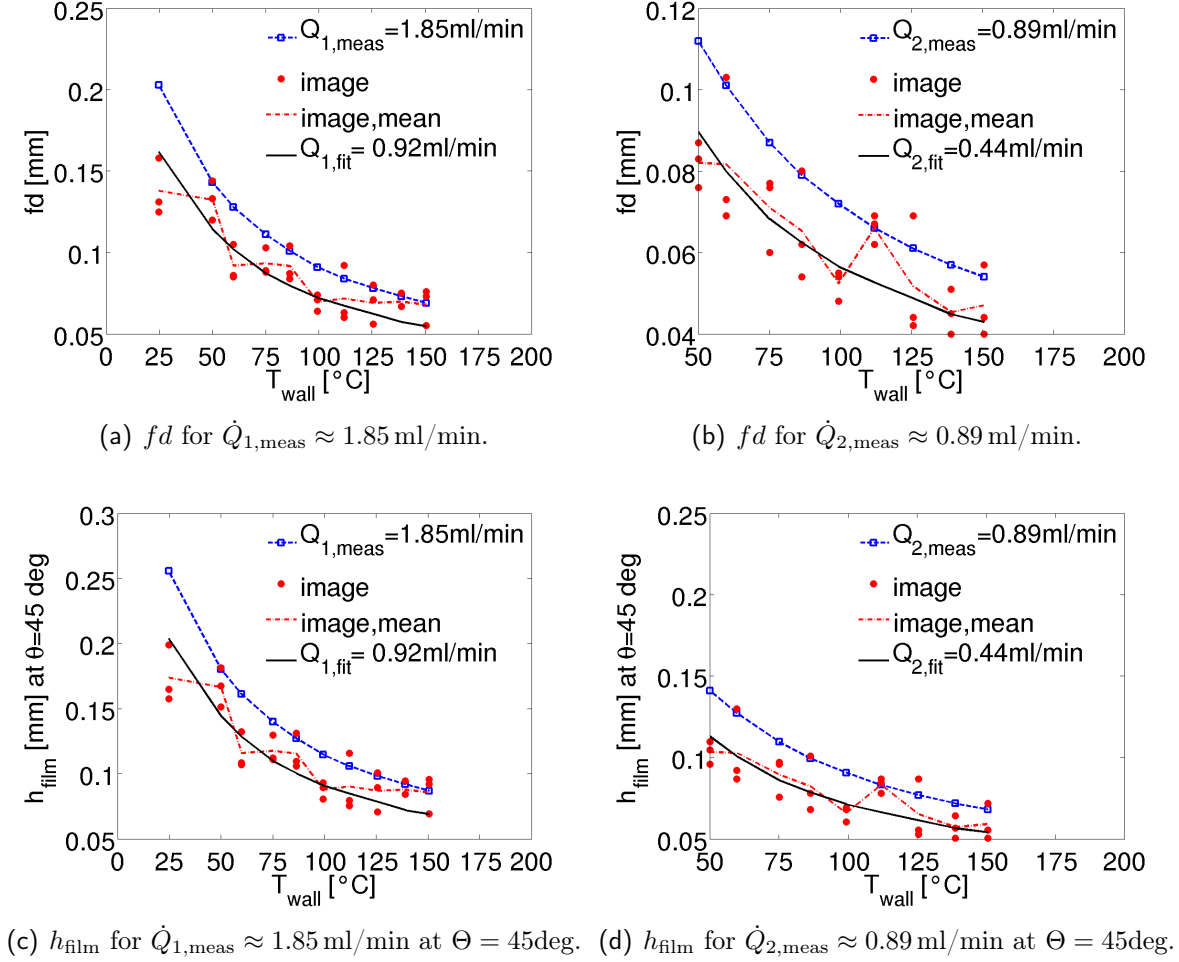 0.25
0.2
0.15
0.1
0.05
fd [mm]
Q1,meas=1.85ml/min
image
image,mean
Q1,fit= 0.92ml/min
0 25 50 75 100 125 150 175 200
Twall [°C]
(a) fd for Q̇1,meas ≈ 1.85 ml/min.
0.12
0.1
0.08
0.06
0.04
fd [mm]
Q2,meas=0.89ml/min
image
image,mean
Q2,fit=0.44ml/min
50 75 100 125 150 175 200
Twall [°C]
(b) fd for Q̇2,meas ≈ 0.89 ml/min.
0.3
0.25
0.2
0.15
0.1
0.05
hfilm [mm] at θ=45 deg
Q1,meas=1.85ml/min
image
image,mean
Q1,fit= 0.92ml/min
0 25 50 75 100 125 150 175 200
Twall [°C]
(c) hfilm for Q̇1,meas ≈ 1.85 ml/min at Θ = 45deg.
0.25
0.2
0.15
0.1
0.05
hfilm [mm] at θ=45 deg
Q2,meas=0.89ml/min
image
image,mean
Q2,fit=0.44ml/min
50 75 100 125 150 175 200
Twall [°C]
(d) hfilm for Q̇2,meas ≈ 0.89 ml/min at Θ = 45deg.